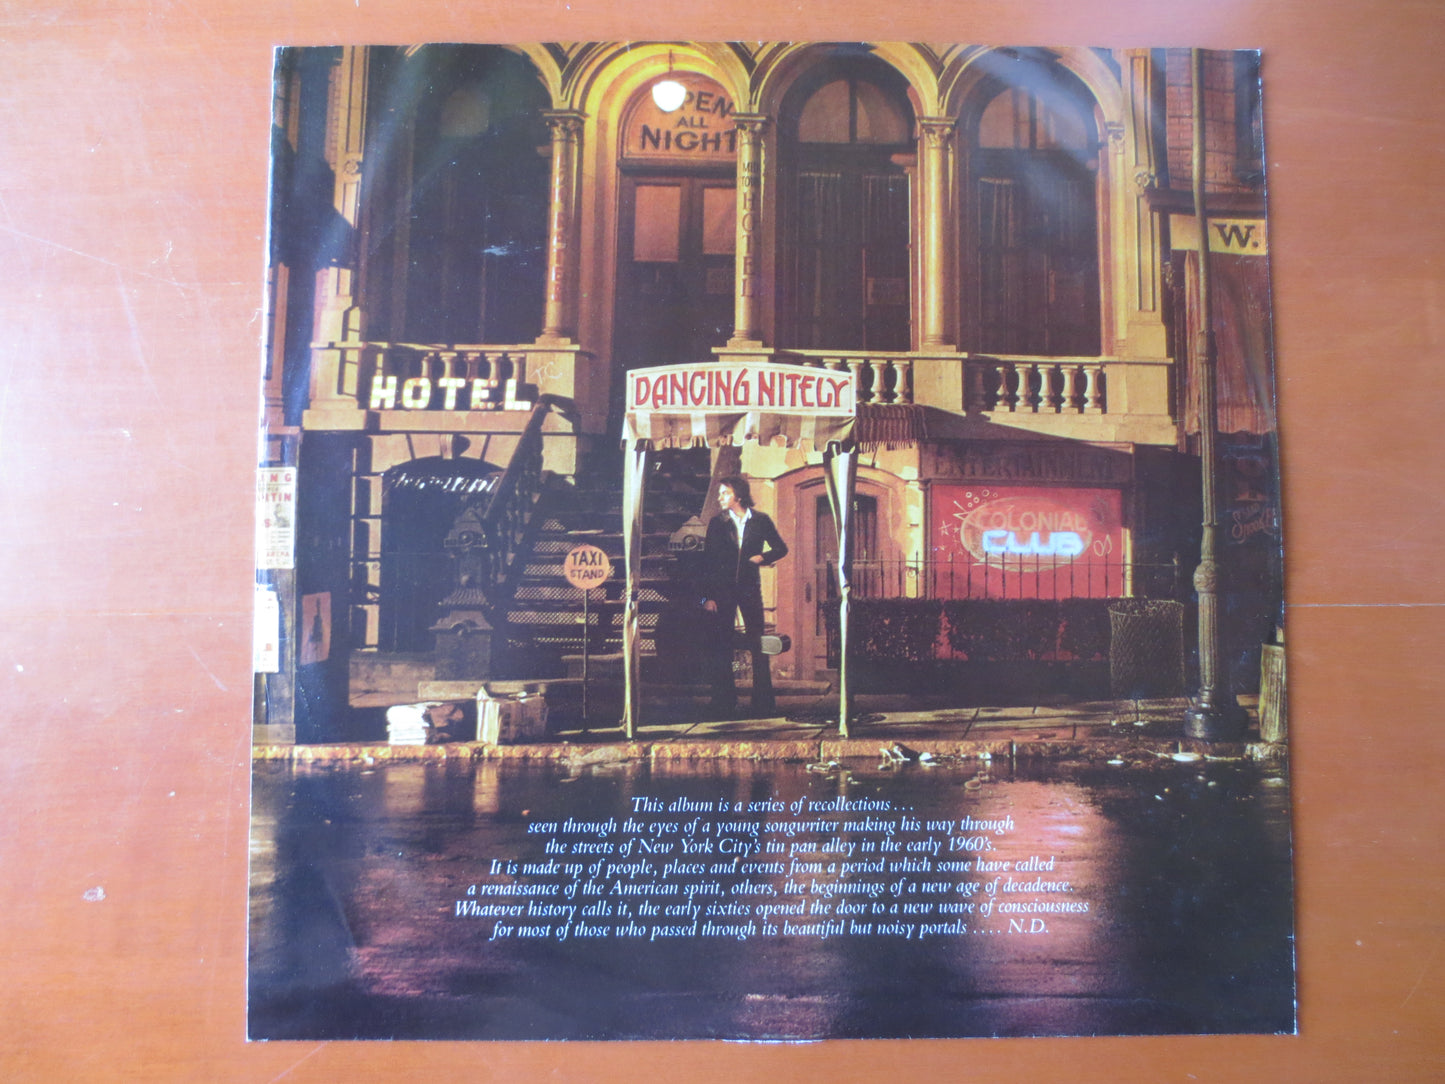 OPEN
ALL
NIGHT
HOTEL
W.
HOTEL
DANCING NITELY
ENTERTAINMENT
COLONIAL
CLUB
TAXI
STAND
This album is a series of recollections . . .
seen through the eyes of a young songwriter making his way through
the streets of New York City's tin pan alley in the early 1960's.
It is made up of people, places and events from a period which some have called
a renaissance of the American spirit, others, the beginnings of a new age of decadence.
Whatever history calls it, the early sixties opened the door to a new wave of consciousness
for most of those who passed through its beautiful but noisy portals . . . . N.D.